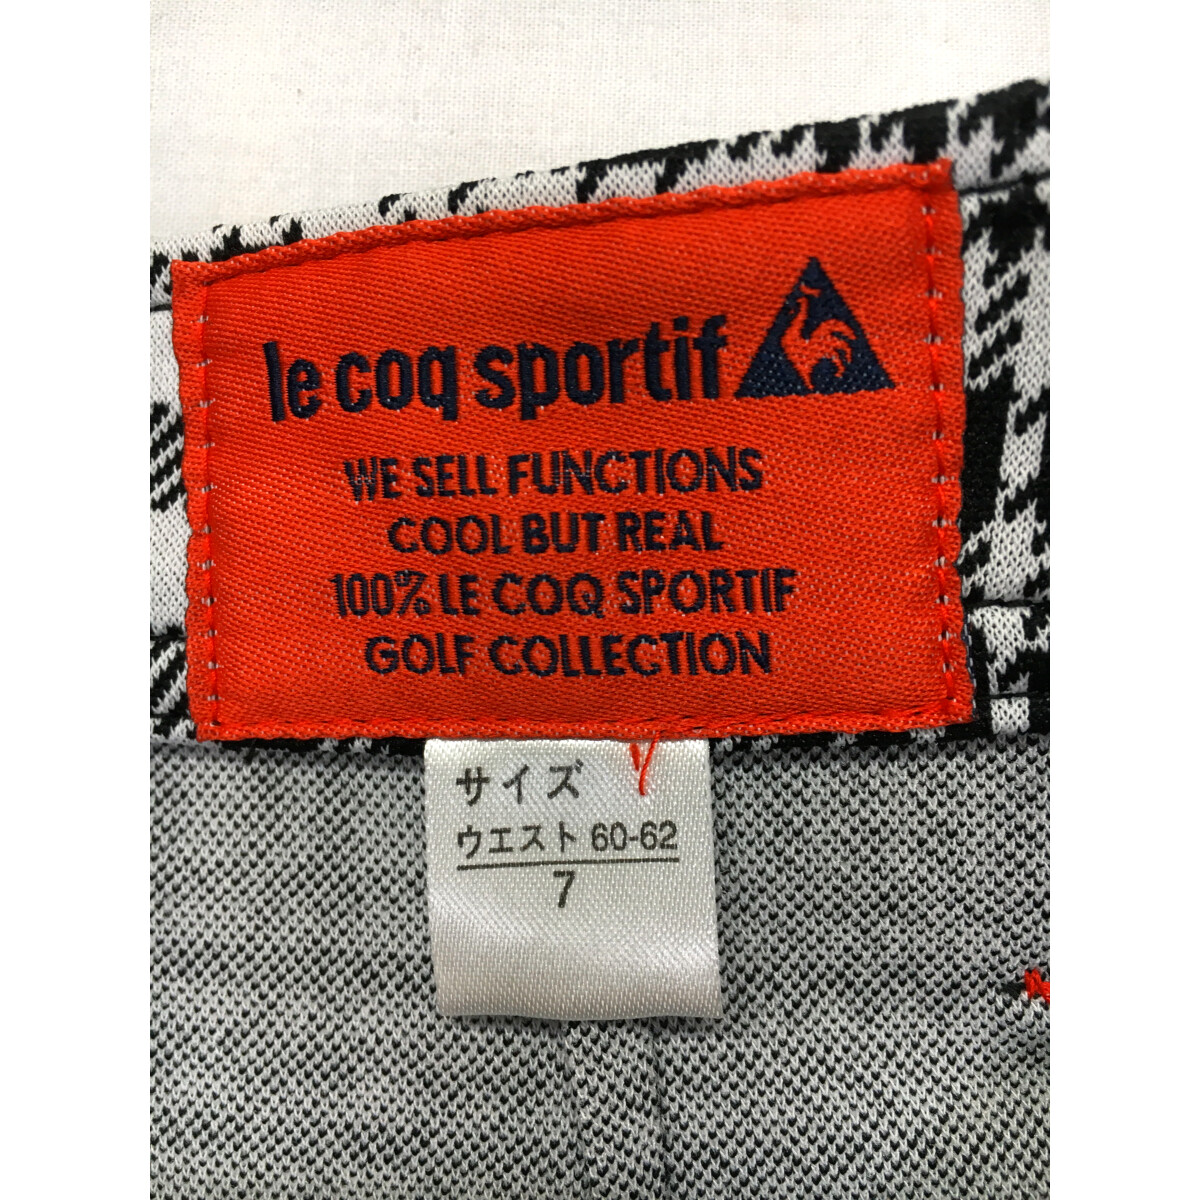 le coq sportif
WE SELL FUNCTIONS
COOL BUT REAL
100% LE COQ SPORTIF
GOLF COLLECTION
サイズ
ウエスト 60-62
7